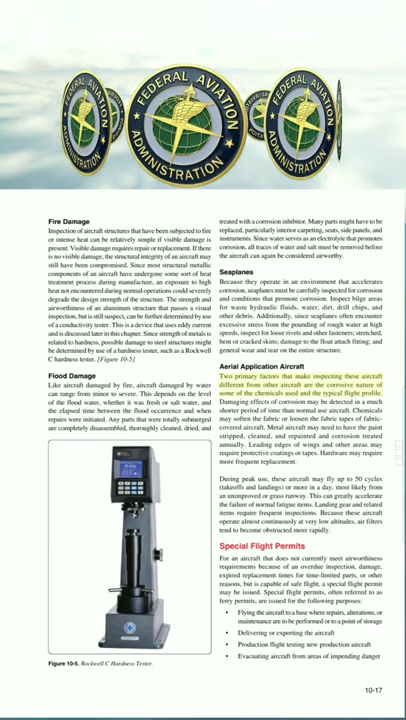 FEDERAL AVIATION
ADMINISTRATION
FEDERAL AVIATION
ADMINISTRATION
FEDERAL AVIATION
ADMINISTRATION
Fire Damage
Inspection of aircraft structures that have been subjected to fire
or intense heat can be relatively simple if visible damage is
present. Visible damage requires repair or replacement. If there
is no visible damage, the structural integrity of an aircraft may
still have been compromised. Since most structural metallic
components of an aircraft have undergone some sort of heat
treatment process during manufacture, an exposure to high
heat not encountered during normal operations could severely
degrade the design strength of the structure. The strength and
airworthiness of an aluminum structure that passes a visual
inspection, but is still suspect, can be further determined by use
of a conductivity tester. This is a device that uses eddy current
and is discussed later in this chapter. Since strength of metals is
related to hardness, possible damage to steel structures might
be determined by use of a hardness tester, such as a Rockwell
C hardness tester. [Figure 10-5]
Flood Damage
Like aircraft damaged by fire, aircraft damaged by water
can range from minor to severe. This depends on the level
of the flood water, whether it was fresh or salt water, and
the elapsed time between the flood occurrence and when
repairs were initiated. Any parts that were totally submerged
are completely disassembled, thoroughly cleaned, dried, and
Figure 10-5. Rockwell C Hardness Tester.
treated with a corrosion inhibitor. Many parts might have to be
replaced, particularly interior carpeting, seats, side panels, and
instruments. Since water serves as an electrolyte that promotes
corrosion, all traces of water and salt must be removed before
the aircraft can again be considered airworthy.
Seaplanes
Because they operate in an environment that accelerates
corrosion, seaplanes must be carefully inspected for corrosion
and conditions that promote corrosion. Inspect bilge areas
for waste hydraulic fluids, water, dirt, drill chips, and
other debris. Additionally, since seaplanes often encounter
excessive stress from the pounding of rough water at high
speeds, inspect for loose rivets and other fasteners; stretched,
bent or cracked skins; damage to the float attach fitting; and
general wear and tear on the entire structure.
Aerial Application Aircraft
Two primary factors that make inspecting these aircraft
different from other aircraft are the corrosive nature of
some of the chemicals used and the typical flight profile.
Damaging effects of corrosion may be detected in a much
shorter period of time than normal use aircraft. Chemicals
may soften the fabric or loosen the fabric tapes of fabric-
covered aircraft. Metal aircraft may need to have the paint
stripped, cleaned, and repainted and corrosion treated
annually. Leading edges of wings and other areas may
require protective coatings or tapes. Hardware may require
more frequent replacement.
During peak use, these aircraft may fly up to 50 cycles
(takeoffs and landings) or more in a day, most likely from
an unimproved or grass runway. This can greatly accelerate
the failure of normal fatigue items. Landing gear and related
items require frequent inspections. Because these aircraft
operate almost continuously at very low altitudes, air filters
tend to become obstructed more rapidly.
Special Flight Permits
For an aircraft that does not currently meet airworthiness
requirements because of an overdue inspection, damage,
expired replacement times for time-limited parts, or other
reasons, but is capable of safe flight, a special flight permit
may be issued. Special flight permits, often referred to as
ferry permits, are issued for the following purposes:
• Flying the aircraft to a base where repairs, alterations, or
maintenance are to be performed or to a point of storage
• Delivering or exporting the aircraft
• Production flight testing new production aircraft
• Evacuating aircraft from areas of impending danger
10-17